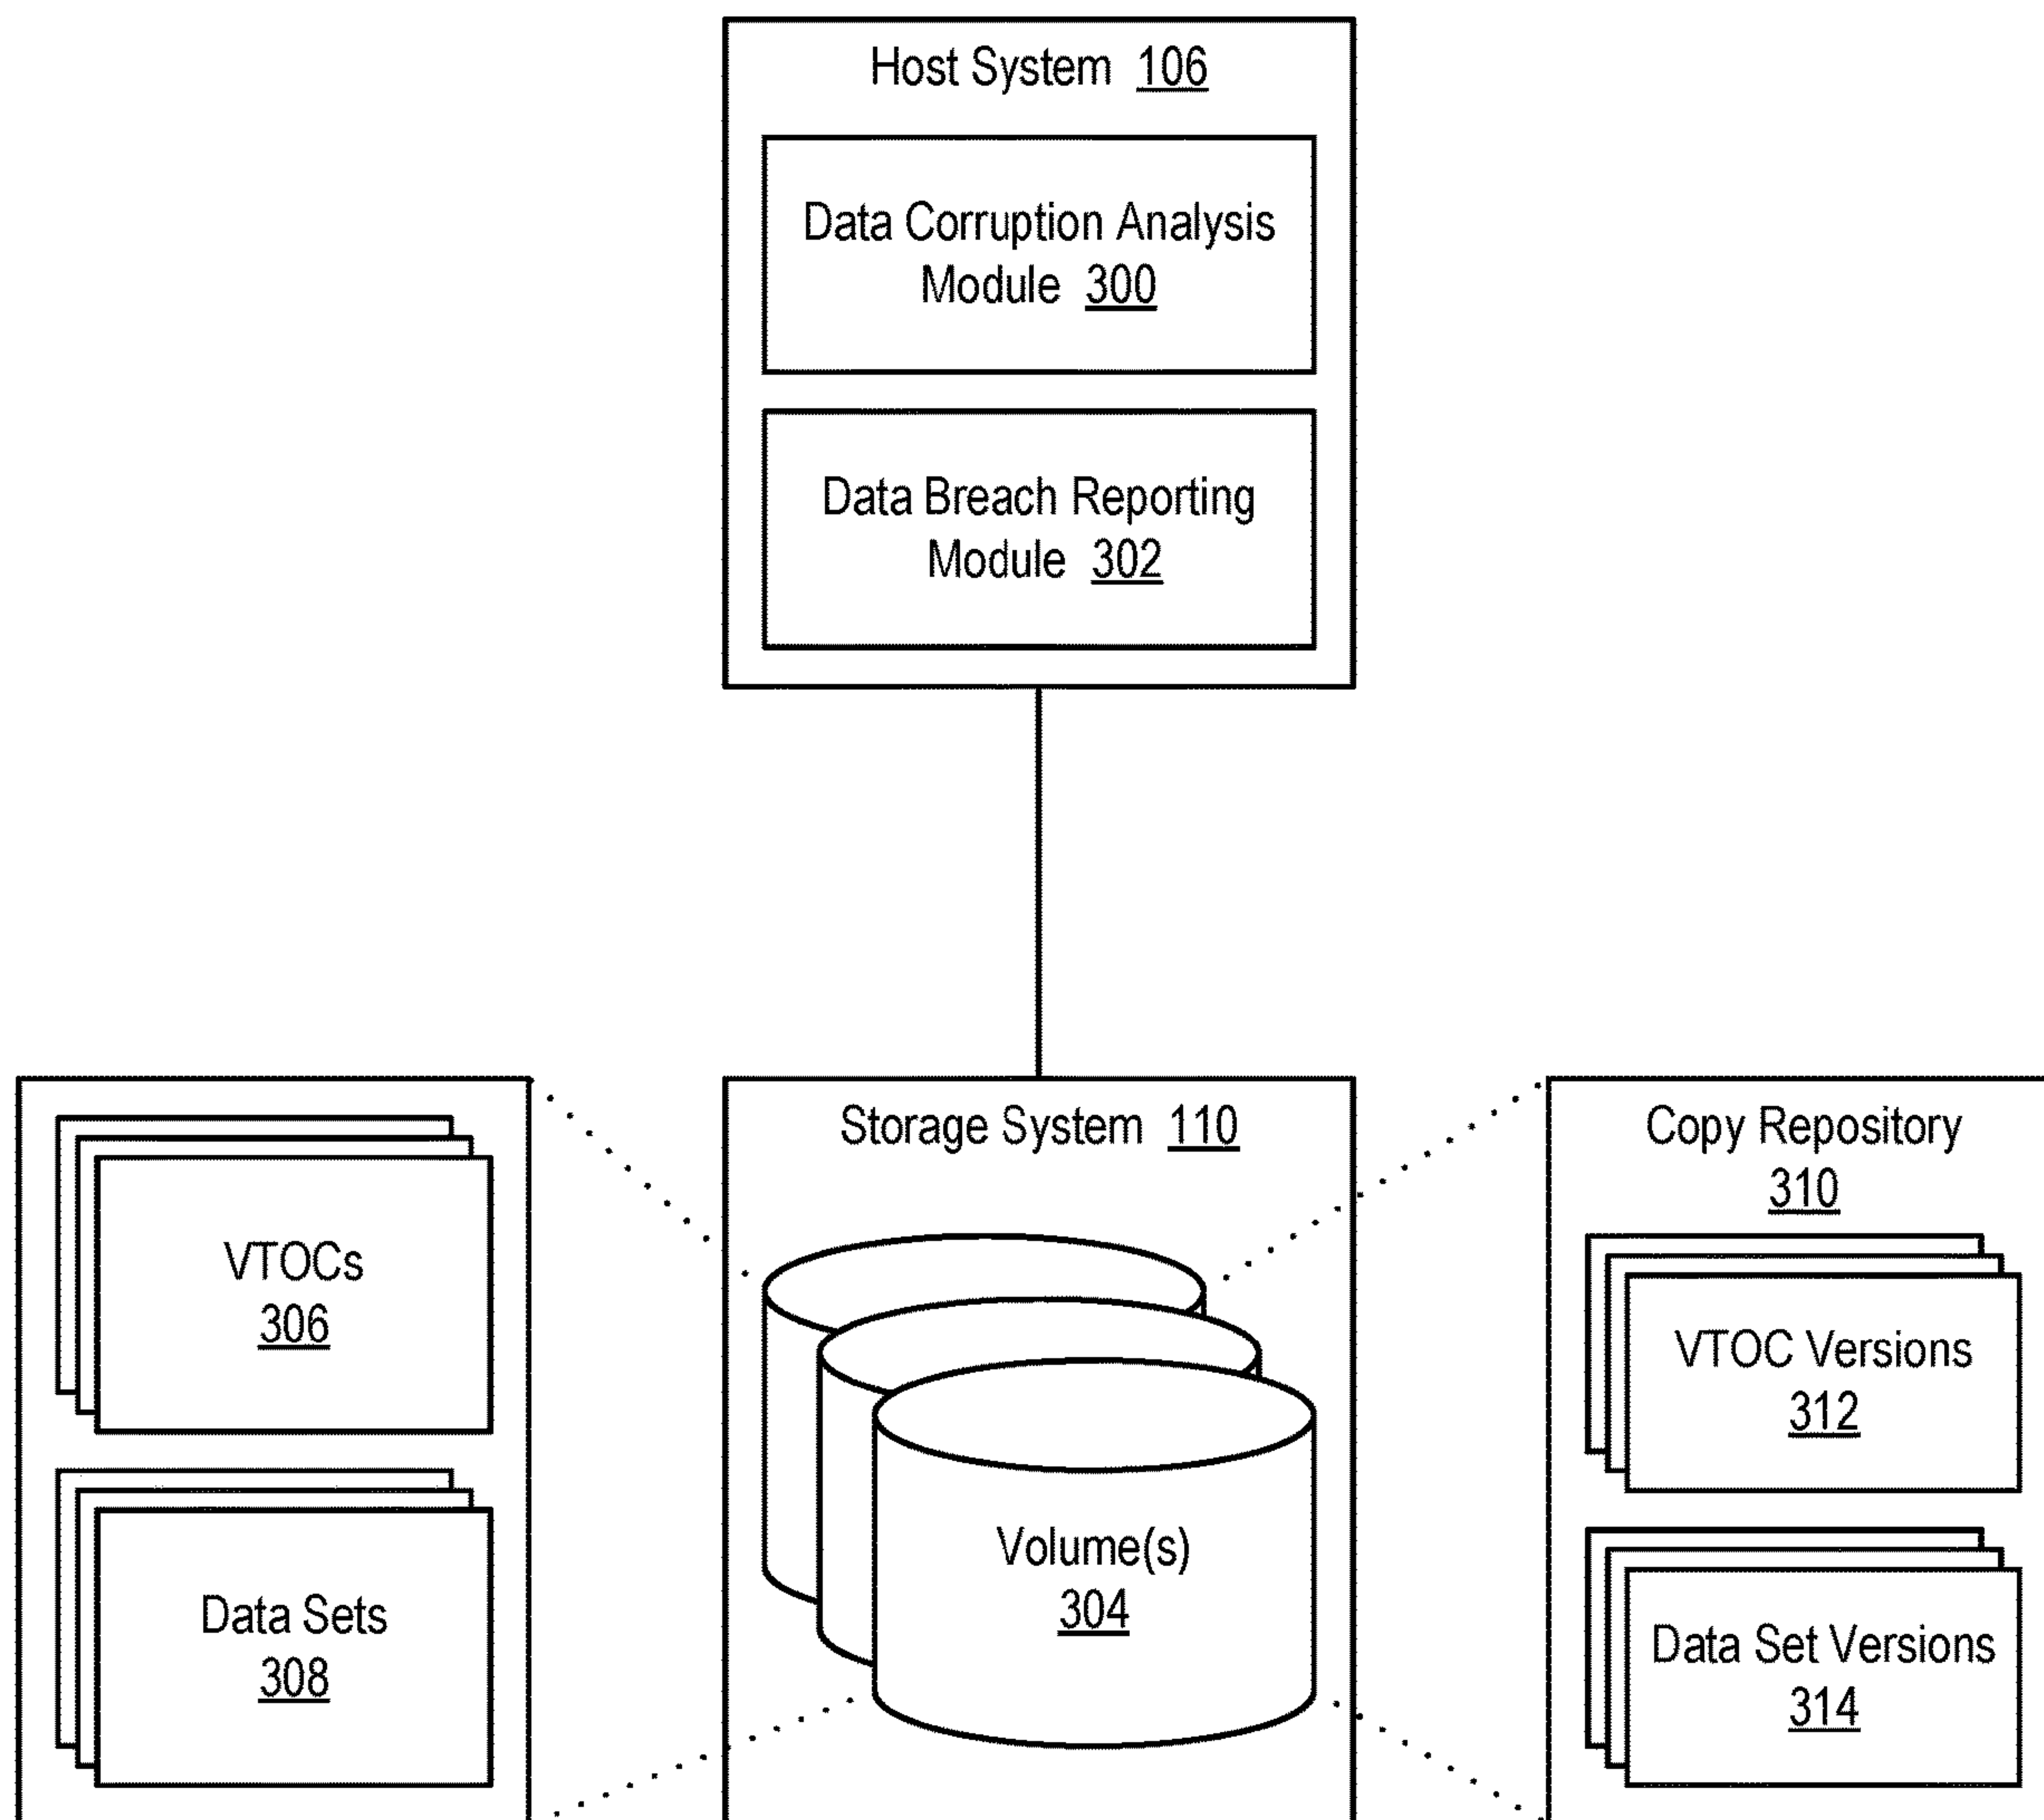 Host System 106
Data Corruption Analysis
Module 300
Data Breach Reporting
Module 302
VTOCs
306
Data Sets
308
Storage System 110
Volume(s)
304
Copy Repository
310
VTOC Versions
312
Data Set Versions
314